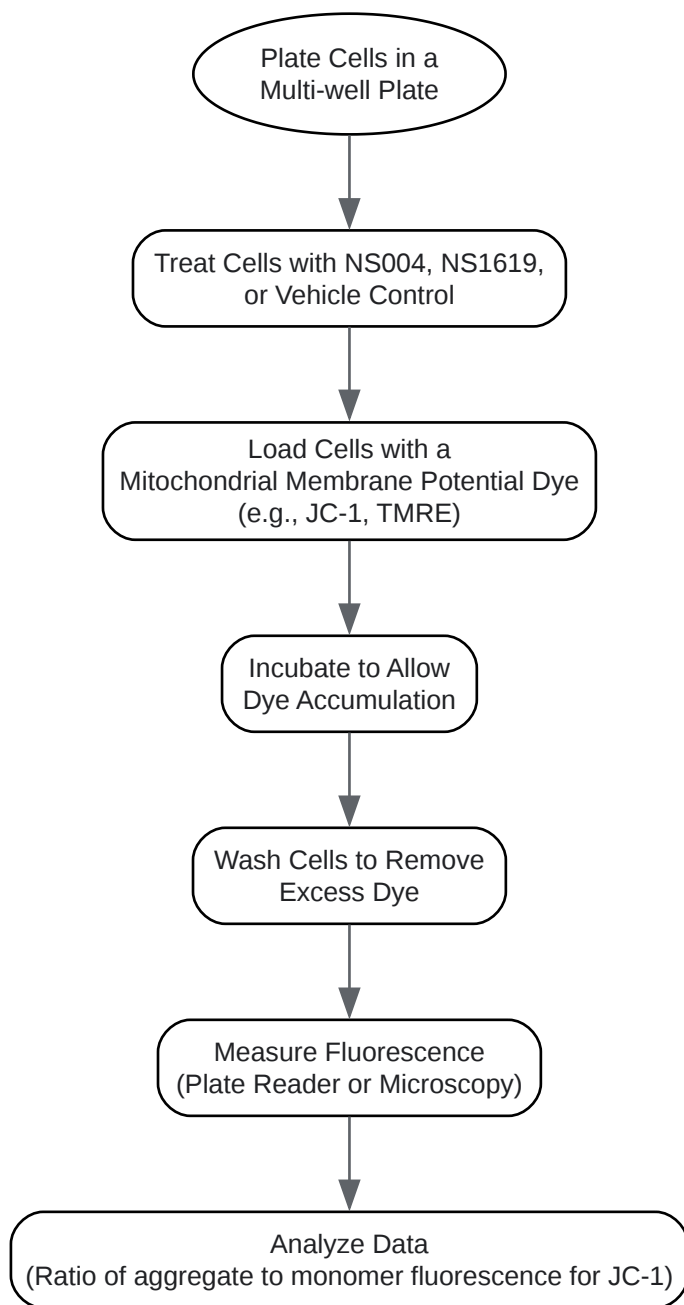 Plate Cells in a
Multi-well Plate
Treat Cells with NS004, NS1619,
or Vehicle Control
Load Cells with a
Mitochondrial Membrane Potential Dye
(e.g., JC-1, TMRE)
Incubate to Allow
Dye Accumulation
Wash Cells to Remove
Excess Dye
Measure Fluorescence
(Plate Reader or Microscopy)
Analyze Data
(Ratio of aggregate to monomer fluorescence for JC-1)